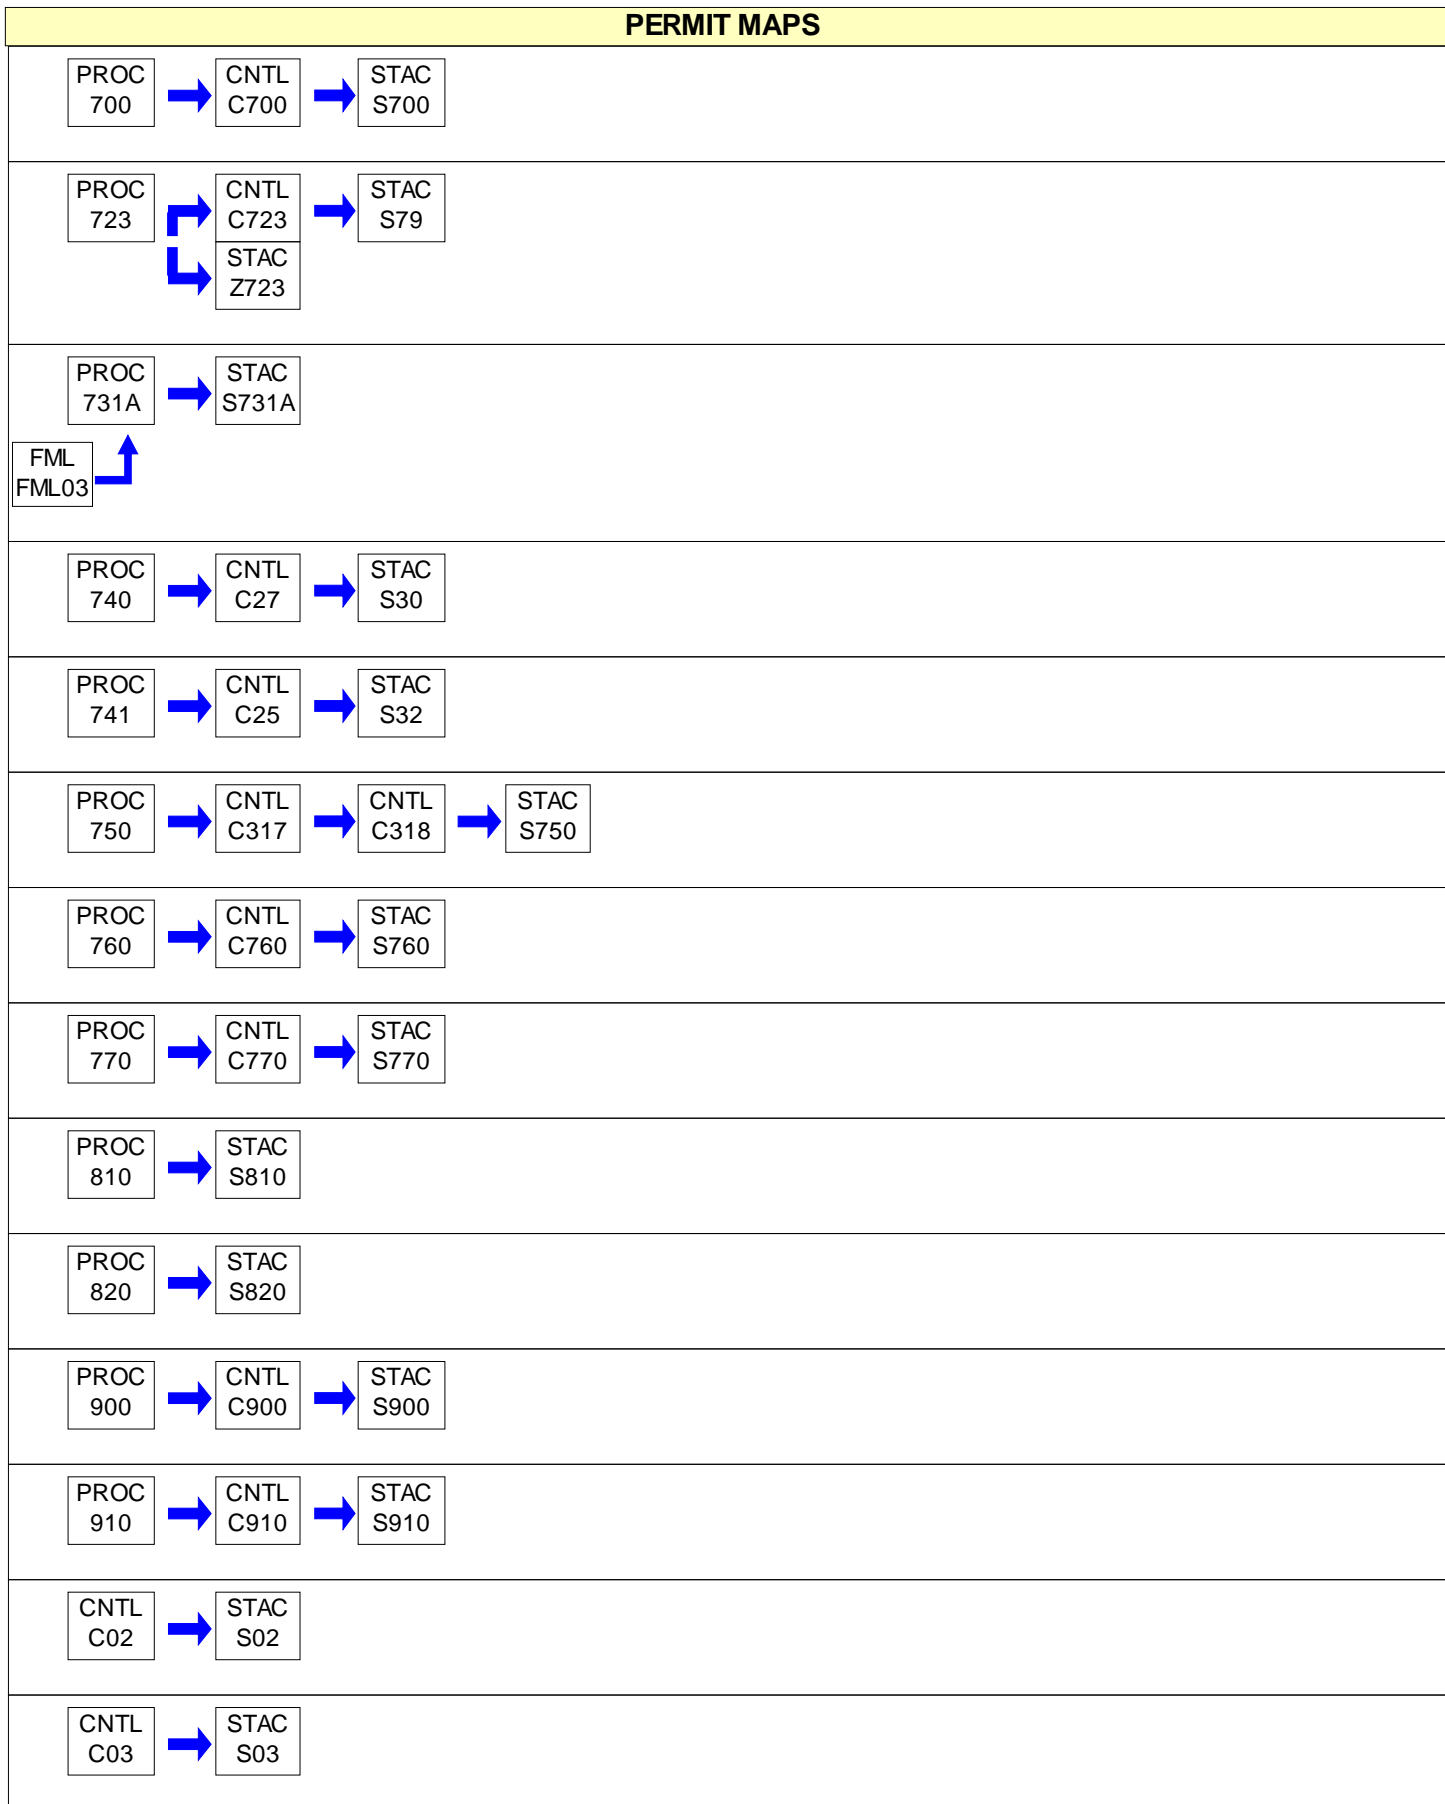 PERMIT MAPS
PROC
700
CNTL
C700
STAC
S700
PROC
723
CNTL
C723
STAC
S79
STAC
Z723
PROC
731A
STAC
S731A
FML
FML03
PROC
740
CNTL
C27
STAC
S30
PROC
741
CNTL
C25
STAC
S32
PROC
750
CNTL
C317
CNTL
C318
STAC
S750
PROC
760
CNTL
C760
STAC
S760
PROC
770
CNTL
C770
STAC
S770
PROC
810
STAC
S810
PROC
820
STAC
S820
PROC
900
CNTL
C900
STAC
S900
PROC
910
CNTL
C910
STAC
S910
CNTL
C02
STAC
S02
CNTL
C03
STAC
S03